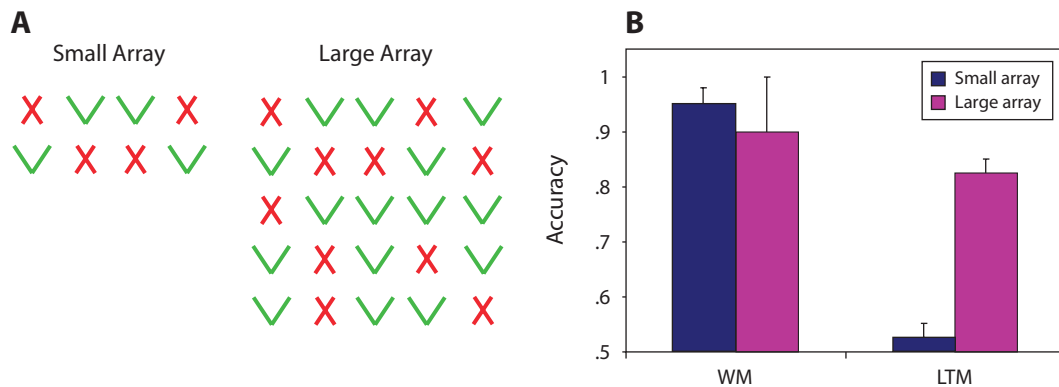 A
Small Array
Large Array
B
Accuracy
1
.9
.8
.7
.6
.5
Small array
Large array
WM
LTM